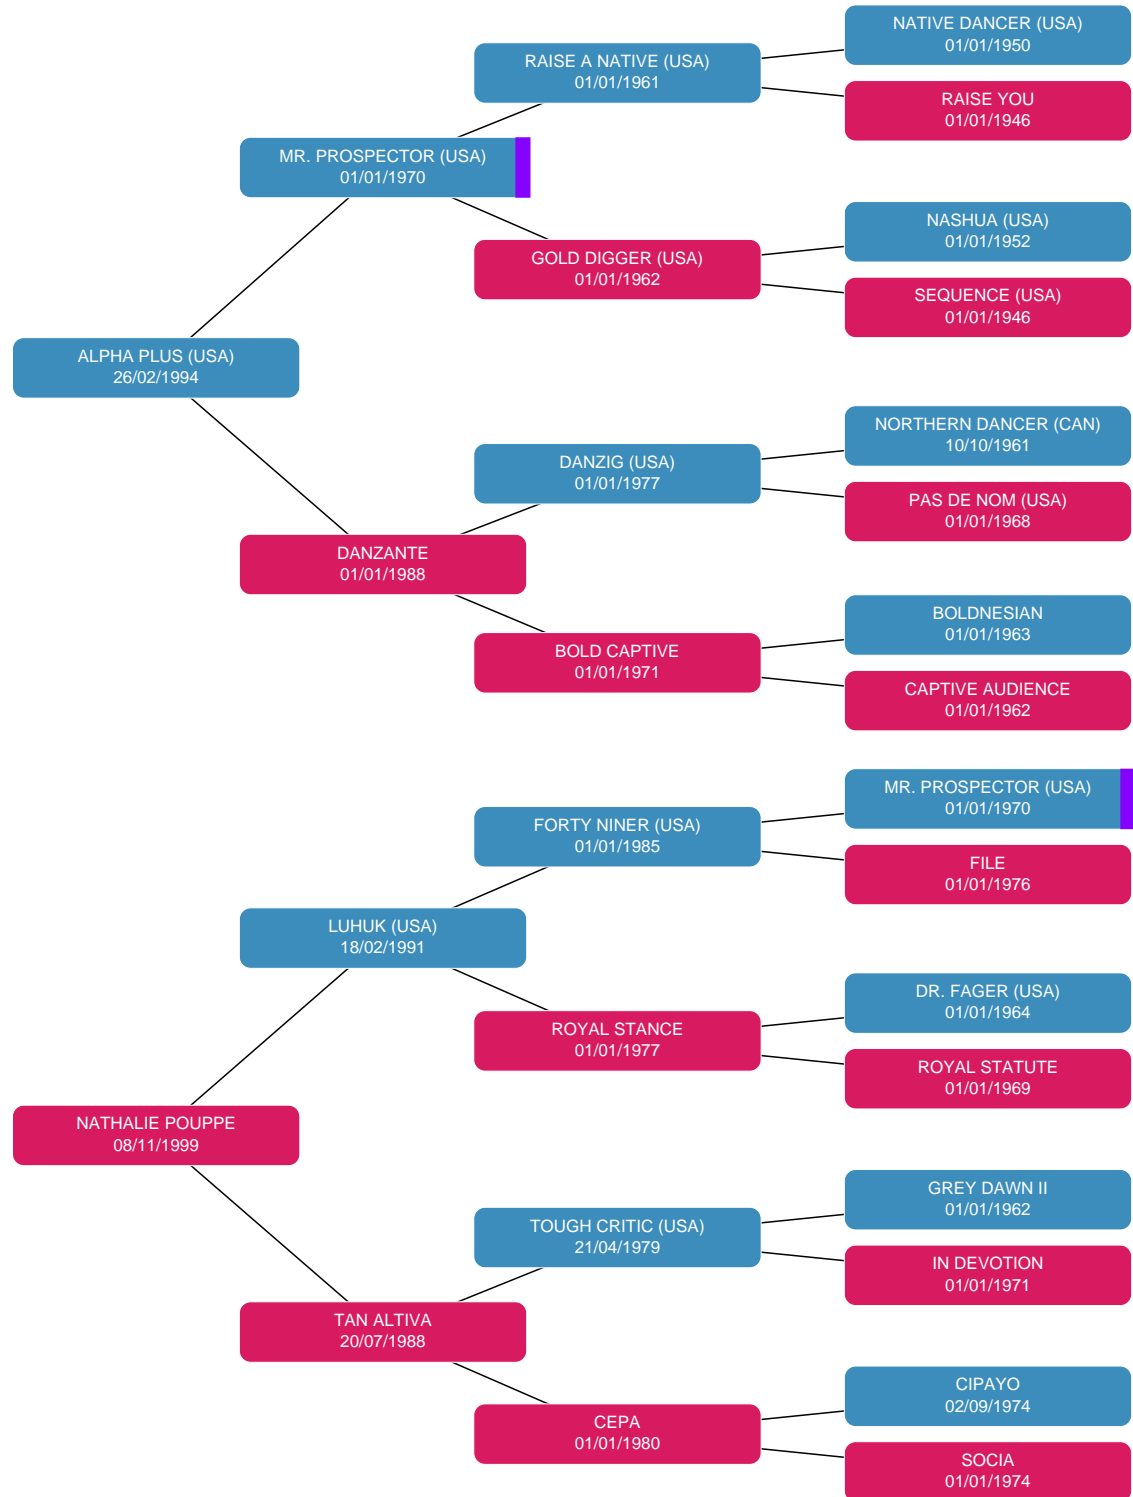 NATIVE DANCER (USA)
01/01/1950
RAISE A NATIVE (USA)
01/01/1961
RAISE YOU
01/01/1946
MR. PROSPECTOR (USA)
01/01/1970
NASHUA (USA)
01/01/1952
GOLD DIGGER (USA)
01/01/1962
SEQUENCE (USA)
01/01/1946
ALPHA PLUS (USA)
26/02/1994
NORTHERN DANCER (CAN)
10/10/1961
DANZIG (USA)
01/01/1977
PAS DE NOM (USA)
01/01/1968
DANZANTE
01/01/1988
BOLDNESIAN
01/01/1963
BOLD CAPTIVE
01/01/1971
CAPTIVE AUDIENCE
01/01/1962
MR. PROSPECTOR (USA)
01/01/1970
FORTY NINER (USA)
01/01/1985
FILE
01/01/1976
LUHUK (USA)
18/02/1991
DR. FAGER (USA)
01/01/1964
ROYAL STANCE
01/01/1977
ROYAL STATUTE
01/01/1969
NATHALIE POUPPE
08/11/1999
GREY DAWN II
01/01/1962
TOUGH CRITIC (USA)
21/04/1979
IN DEVOTION
01/01/1971
TAN ALTIVA
20/07/1988
CIPAYO
02/09/1974
CEPA
01/01/1980
SOCIA
01/01/1974